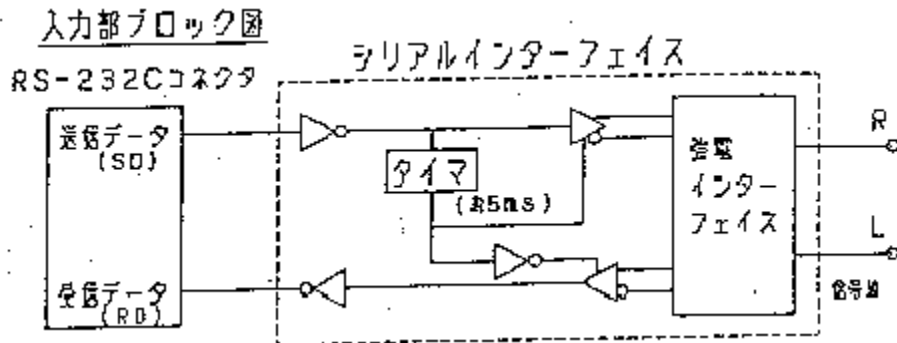 入力部ブロック図
シリアルインターフェイス
RS-232Cコネクタ
送信データ
(SD)
タイマ
(約5ms)
受信データ
(RD)
インター
フェイス
R
L
信号線